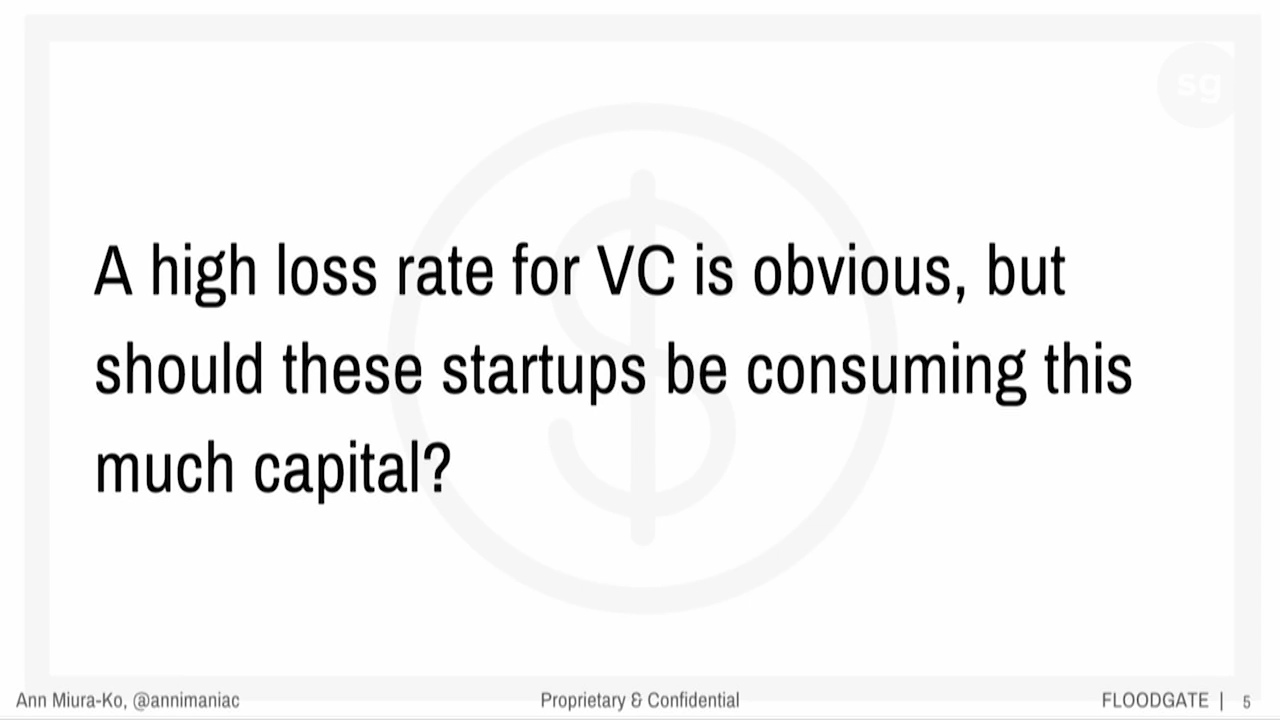 sg
A high loss rate for VC is obvious, but
should these startups be consuming this
much capital?
Ann Miura-Ko, @annimaniac
Proprietary & Confidential
FLOODGATE | 5